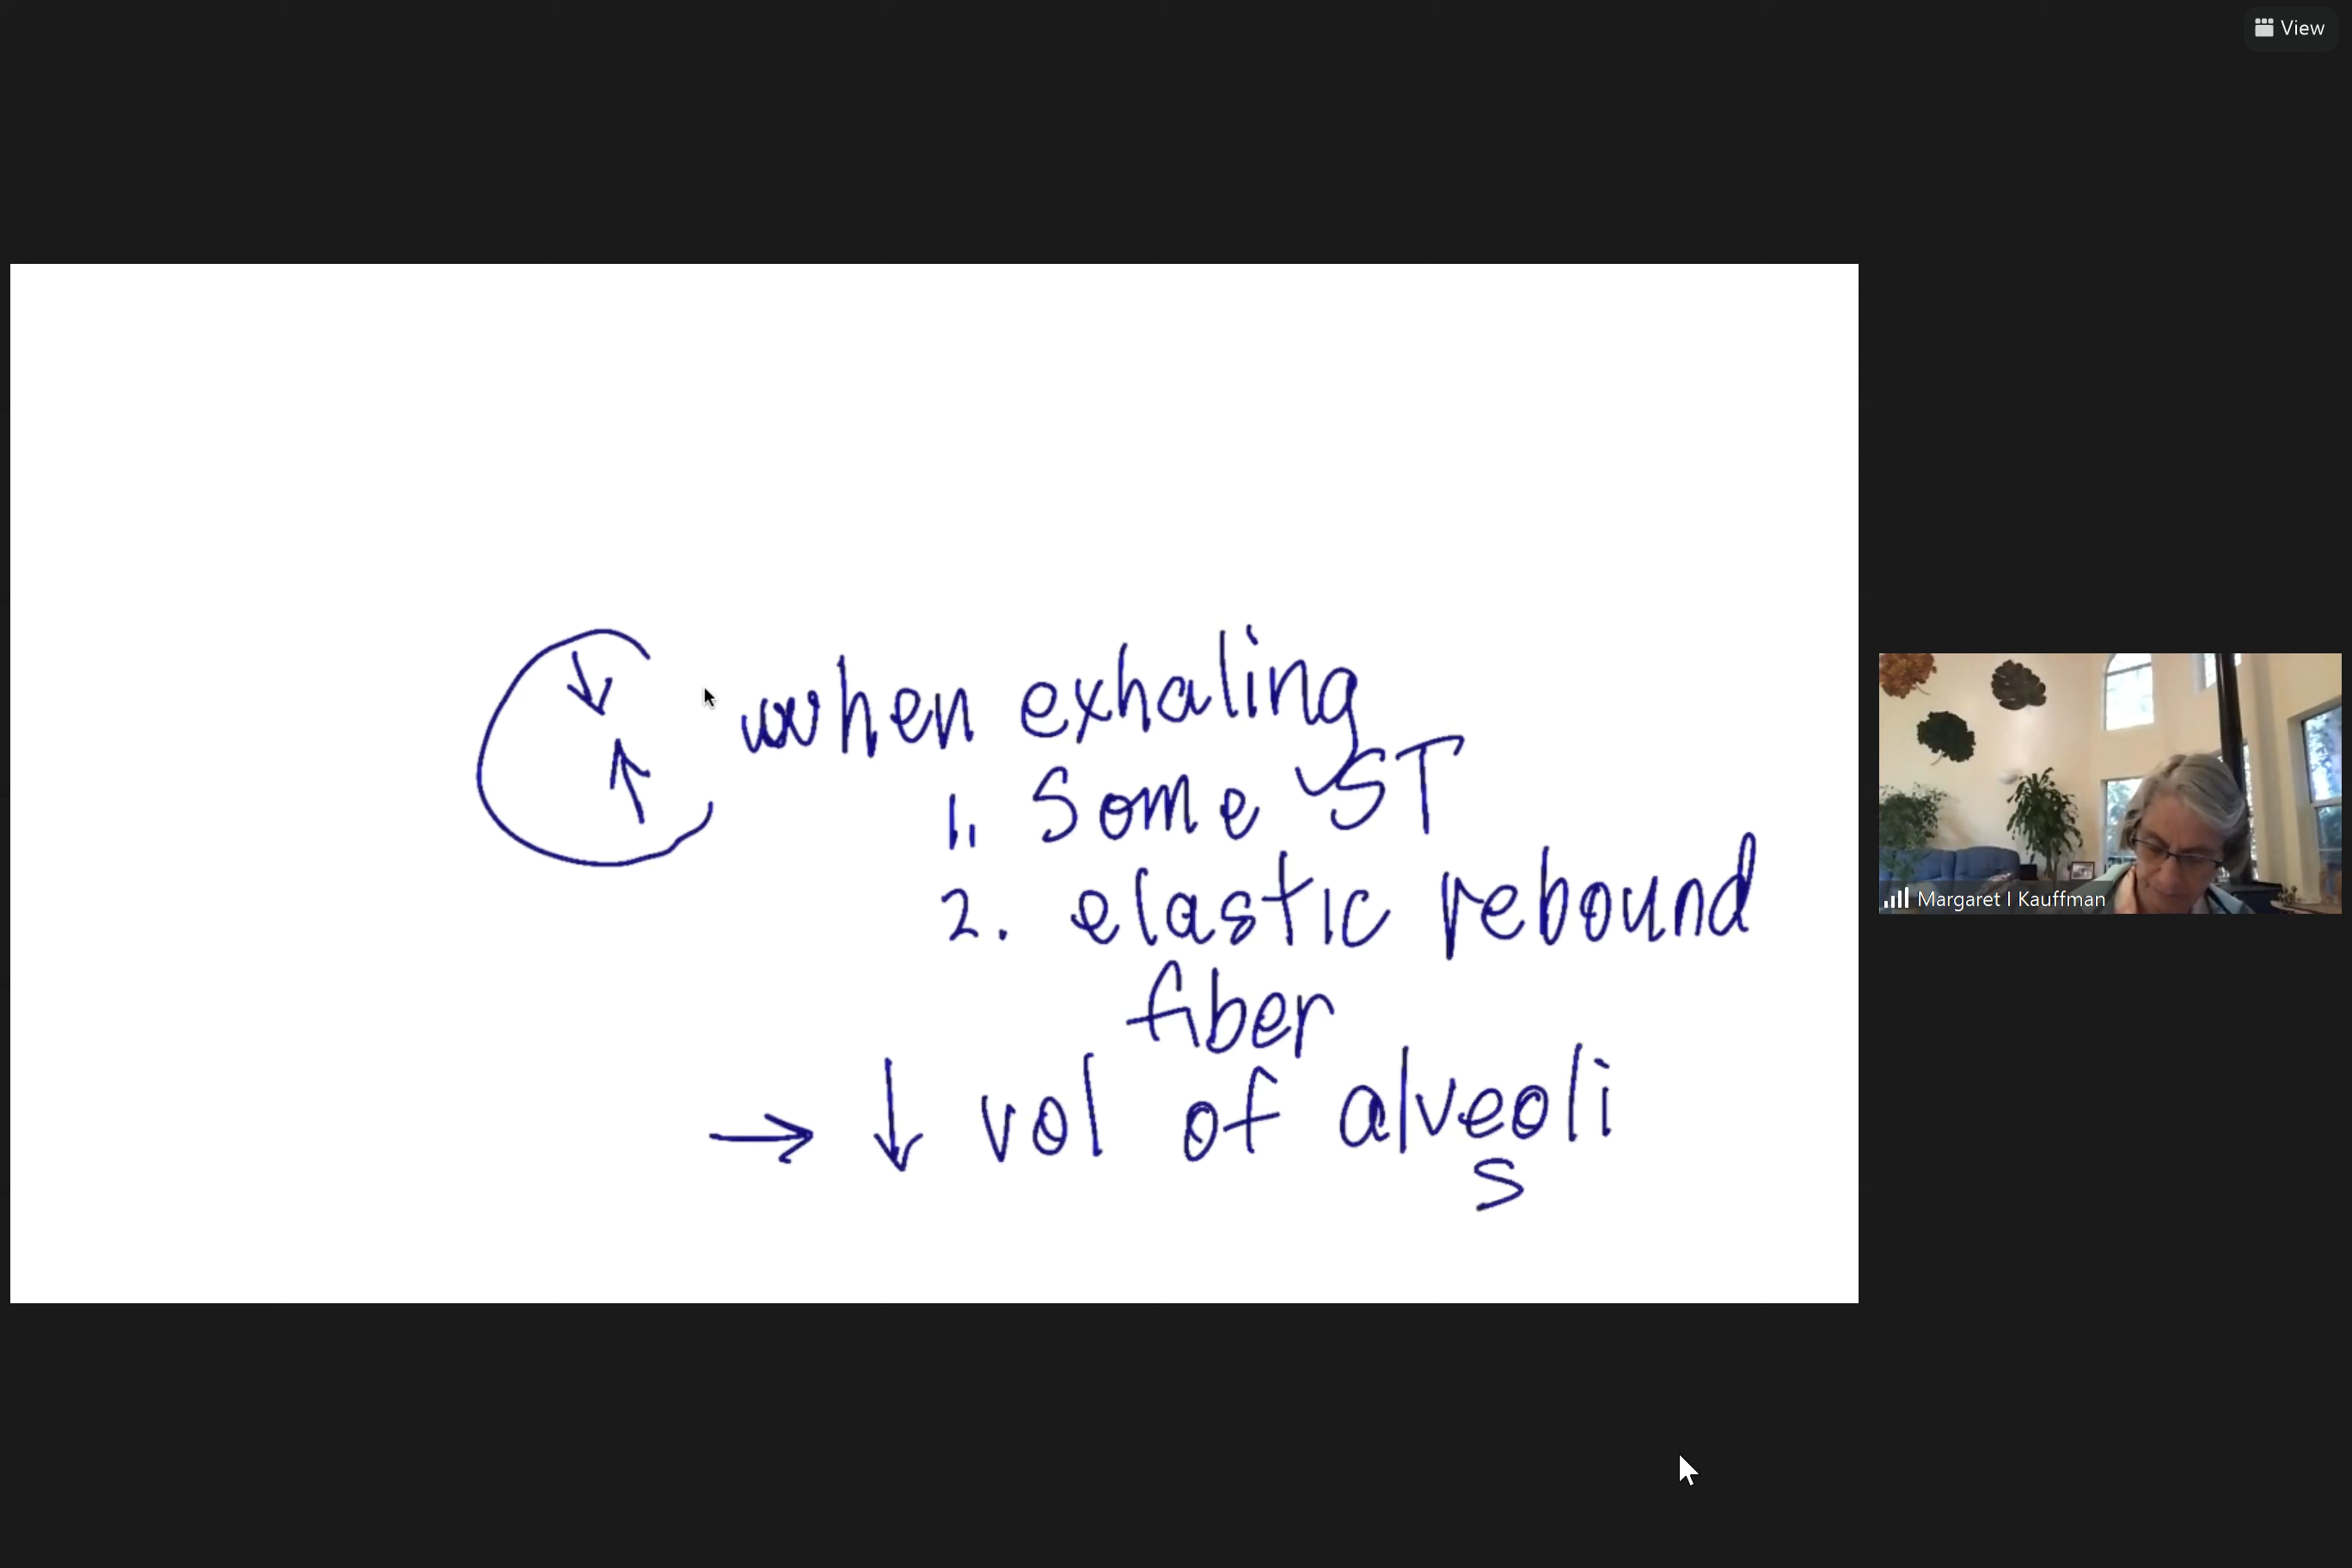 View
when exhaling
1. Some ST
2. elastic rebound
fiber
→ ↓ vol of alveoli
s
Margaret I Kauffman